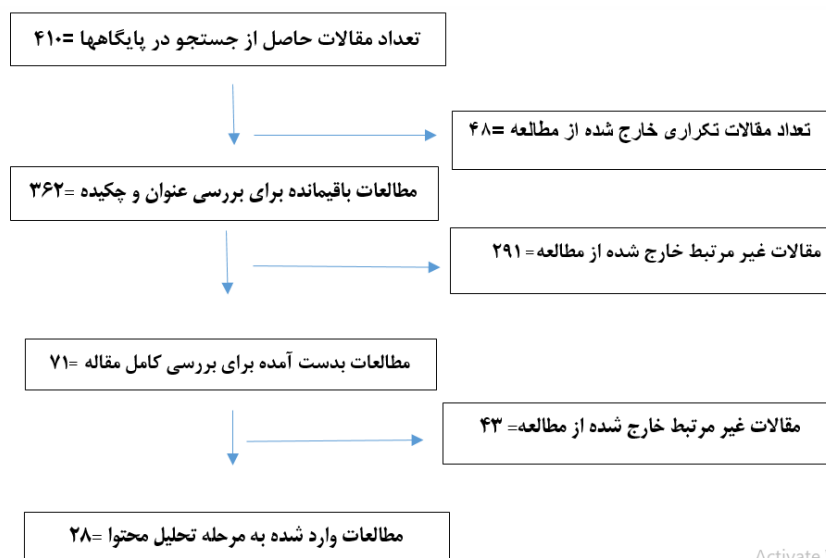 تعداد مقالات حاصل از جستجو در پایگاهها =۴۱۰
تعداد مقالات تکراری خارج شده از مطالعه =۴۸
مطالعات باقیمانده برای بررسی عنوان و چکیده =۳۶۲
مقالات غیر مرتبط خارج شده از مطالعه= ۲۹۱
مطالعات بدست آمده برای بررسی کامل مقاله =۷۱
مقالات غیر مرتبط خارج شده از مطالعه= ۴۳
مطالعات وارد شده به مرحله تحلیل محتوا =۲۸
Activate